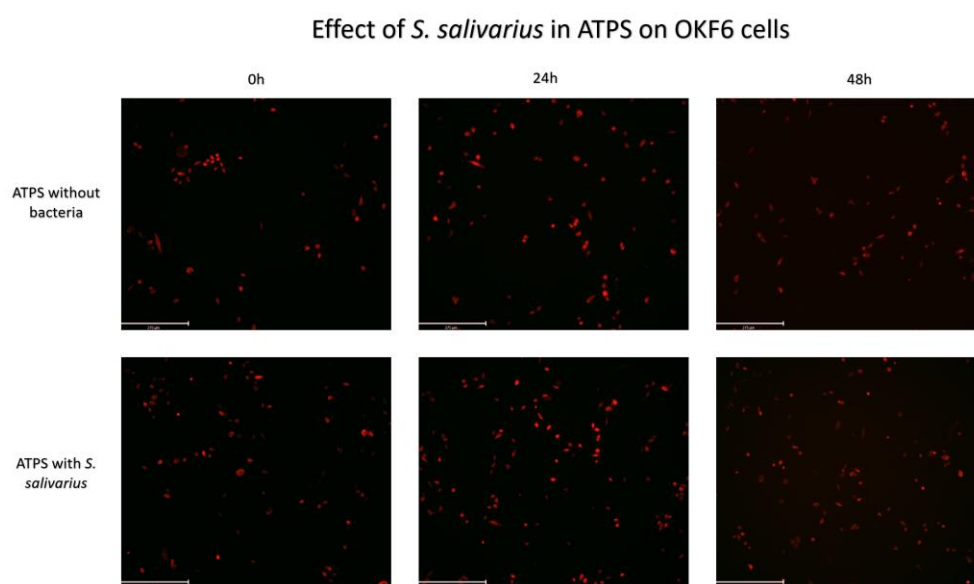 Effect of S. salivarius in ATPS on OKF6 cells
0h
24h
48h
ATPS without
bacteria
ATPS with S.
salivarius